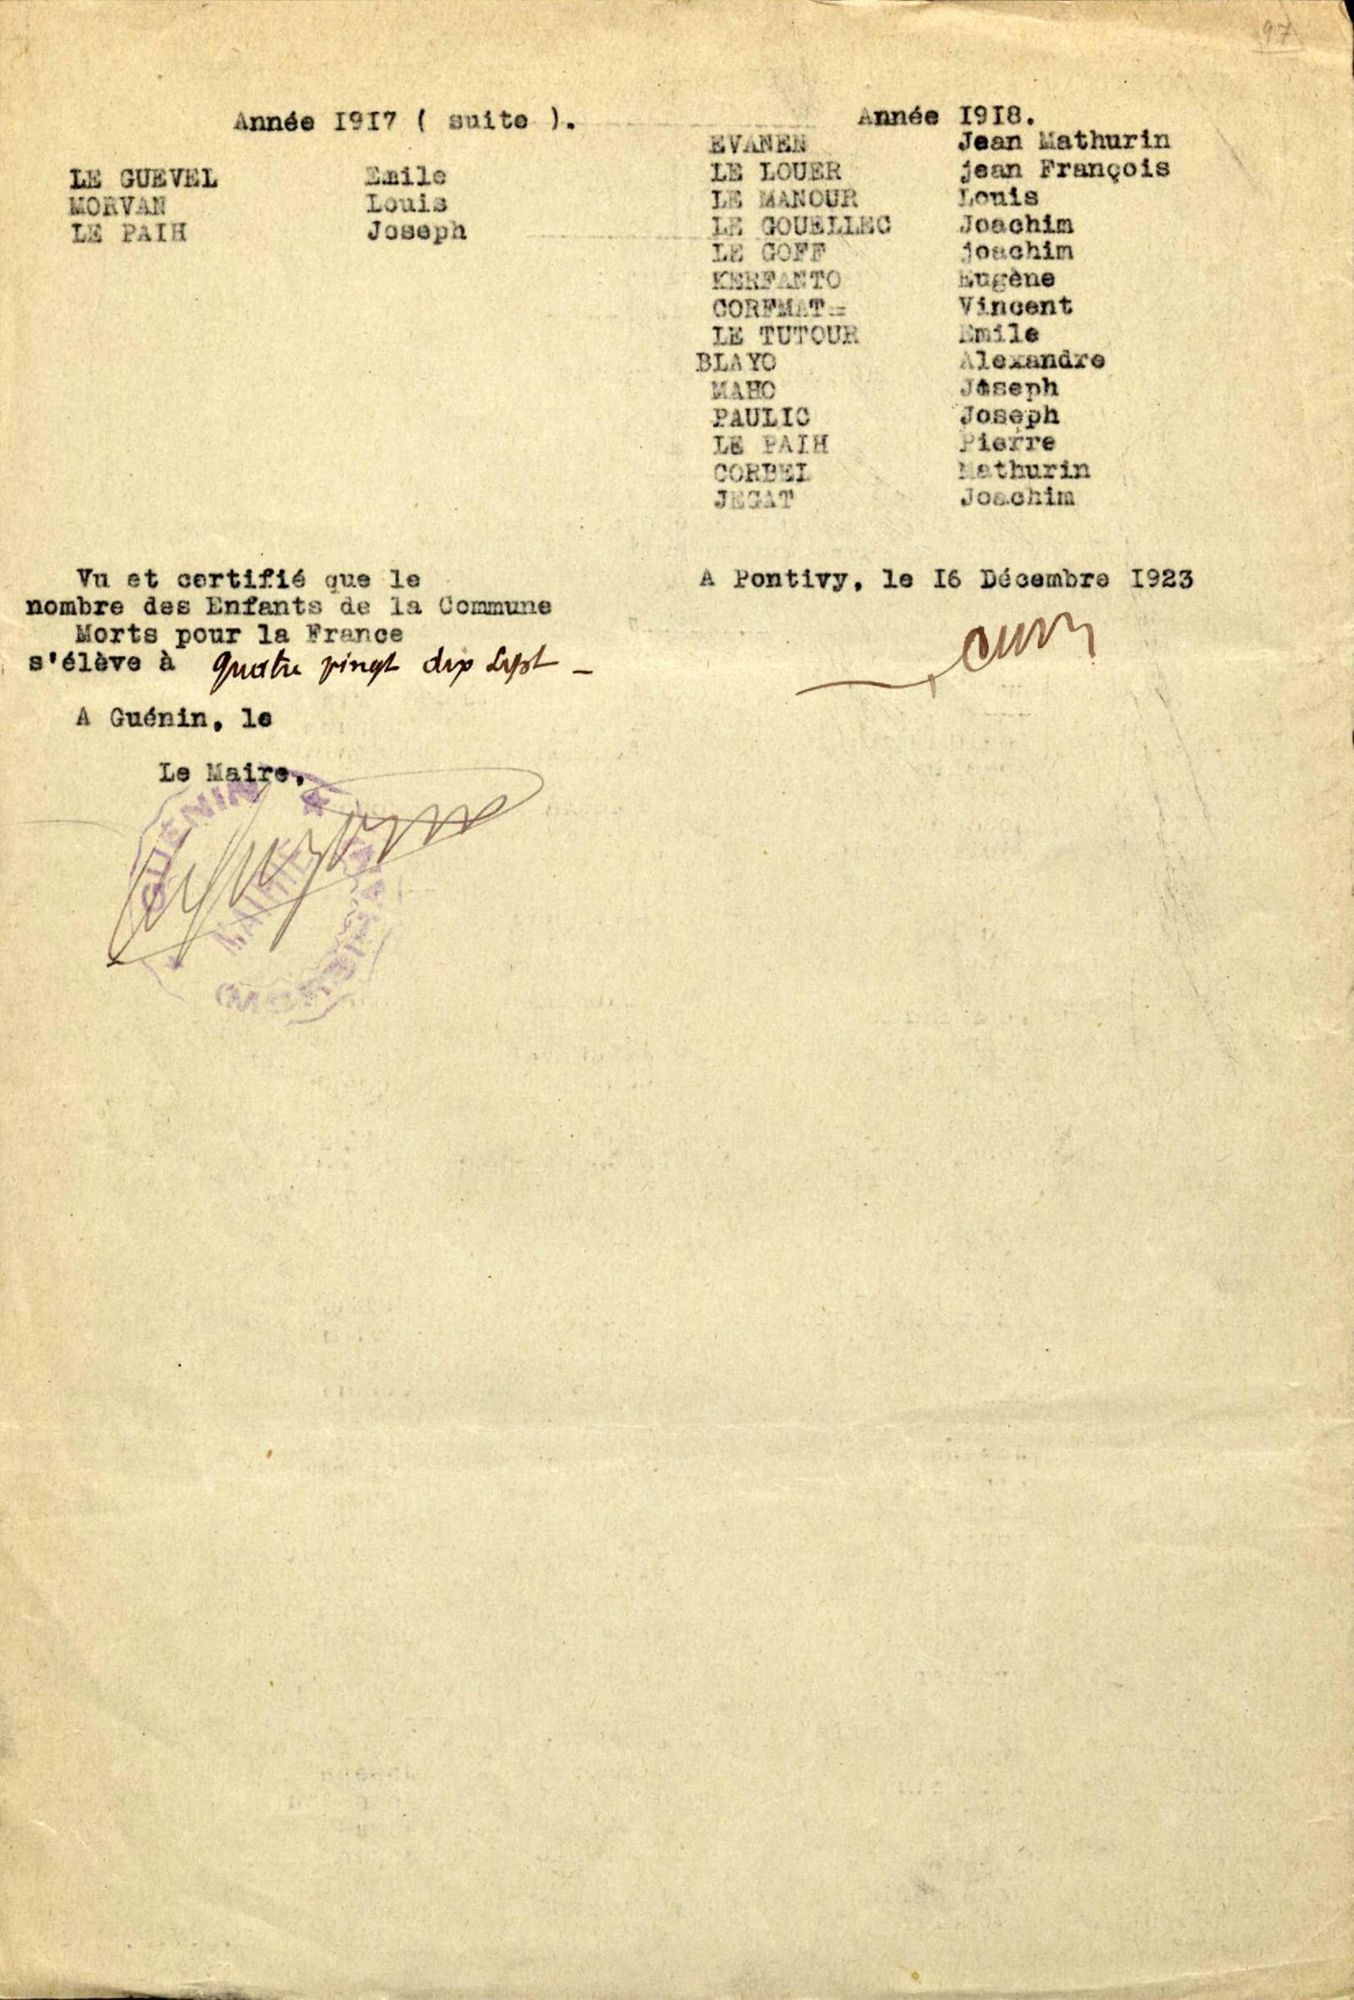 97
Année 1917 ( suite ).
LE GUEVEL Emile
MORVAN Louis
LE PAIH Joseph
Année 1918.
EVANEN Jean Mathurin
LE LOUER jean François
LE MANOUR Louis
LE GOUELLEC Joachim
LE GOFF joachim
KERFANTO Eugène
CORFMAT= Vincent
LE TUTOUR Emile
BLAYO Alexandre
MAHO Joseph
PAULIC Joseph
LE PAIH Pierre
CORBEL Mathurin
JEGAT Joachim
Vu et certifié que le
nombre des Enfants de la Commune
Morts pour la France
s'élève à quatre vingt dix sept -
A Guénin, le
Le Maire,
GUENIN
MAIRIE
(MORBIHAN)
A Pontivy, le 16 Décembre 1923